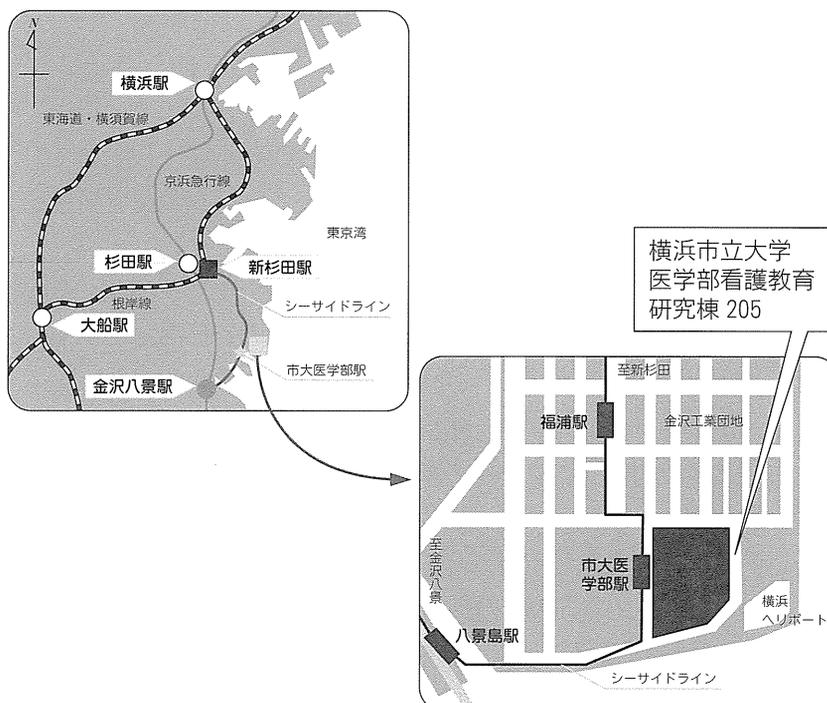 N
横浜駅
東海道・横須賀線
京浜急行線
東京湾
杉田駅
新杉田駅
根岸線
シーサイドライン
大船駅
市大医学部駅
金沢八景駅
横浜市立大学
医学部看護教育
研究棟 205
至新杉田
福浦駅
金沢工業団地
至金沢八景
市大医
学部駅
横浜
ヘリポート
八景島駅
シーサイドライン